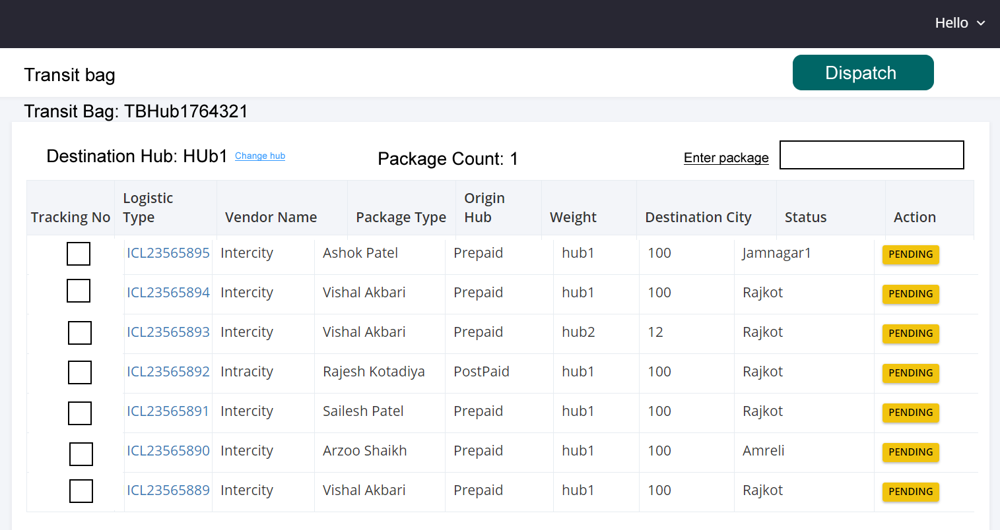 Hello
Transit bag
Dispatch
Transit Bag: TBHub1764321
Destination Hub: HUb1 Change hub Package Count: 1 Enter package
Tracking No Logistic Type Vendor Name Package Type Origin Hub Weight Destination City Status Action
ICL23565895 Intercity Ashok Patel Prepaid hub1 100 Jamnagar1 PENDING
ICL23565894 Intercity Vishal Akbari Prepaid hub1 100 Rajkot PENDING
ICL23565893 Intercity Vishal Akbari Prepaid hub2 12 Rajkot PENDING
ICL23565892 Intracity Rajesh Kotadiya PostPaid hub1 100 Rajkot PENDING
ICL23565891 Intercity Sailesh Patel Prepaid hub1 100 Rajkot PENDING
ICL23565890 Intercity Arzoo Shaikh Prepaid hub1 100 Amreli PENDING
ICL23565889 Intercity Vishal Akbari Prepaid hub1 100 Rajkot PENDING